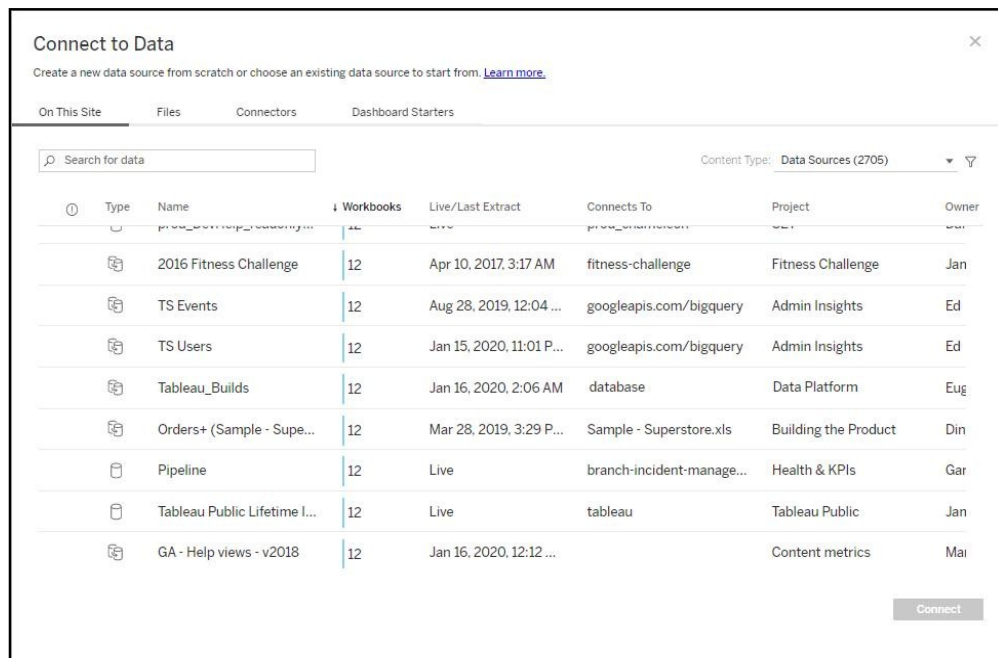 Connect to Data
Create a new data source from scratch or choose an existing data source to start from. Learn more.
On This Site Files Connectors Dashboard Starters
Search for data Content Type: Data Sources (2705)
Type Name ↓ Workbooks Live/Last Extract Connects To Project Owner
12 Live
2016 Fitness Challenge 12 Apr 10, 2017, 3:17 AM fitness-challenge Fitness Challenge Jan
TS Events 12 Aug 28, 2019, 12:04 ... googleapis.com/bigquery Admin Insights Ed
TS Users 12 Jan 15, 2020, 11:01 P... googleapis.com/bigquery Admin Insights Ed
Tableau_Builds 12 Jan 16, 2020, 2:06 AM database Data Platform Eug
Orders+ (Sample - Supe... 12 Mar 28, 2019, 3:29 P... Sample - Superstore.xls Building the Product Din
Pipeline 12 Live branch-incident-manage... Health & KPIs Gar
Tableau Public Lifetime I... 12 Live tableau Tableau Public Jan
GA - Help views - v2018 12 Jan 16, 2020, 12:12 ... Content metrics Mar
Connect